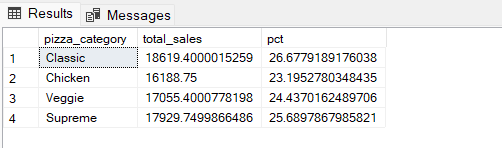 Results Messages
pizza_category total_sales pct
1 Classic 18619.4000015259 26.6779189176038
2 Chicken 16188.75 23.1952780348435
3 Veggie 17055.4000778198 24.4370162489706
4 Supreme 17929.7499866486 25.6897867985821